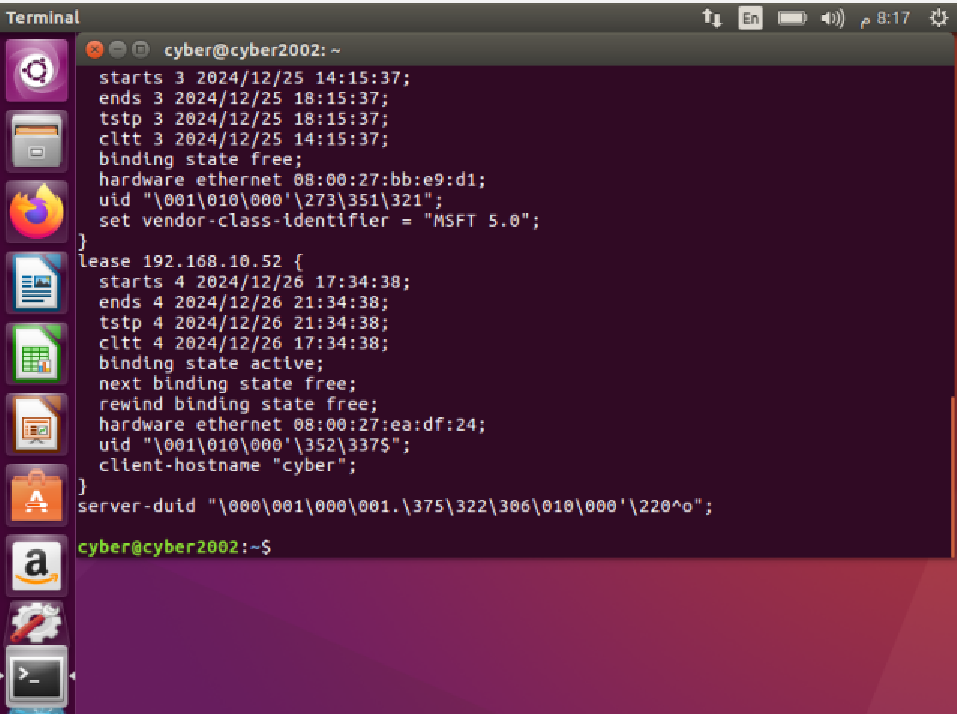 Terminal
En
8:17 م
cyber@cyber2002: ~
starts 3 2024/12/25 14:15:37;
ends 3 2024/12/25 18:15:37;
tstp 3 2024/12/25 18:15:37;
cltt 3 2024/12/25 14:15:37;
binding state free;
hardware ethernet 08:00:27:bb:e9:d1;
uid "\001\010\000'\273\351\321";
set vendor-class-identifier = "MSFT 5.0";
}
lease 192.168.10.52 {
starts 4 2024/12/26 17:34:38;
ends 4 2024/12/26 21:34:38;
tstp 4 2024/12/26 21:34:38;
cltt 4 2024/12/26 17:34:38;
binding state active;
next binding state free;
rewind binding state free;
hardware ethernet 08:00:27:ea:df:24;
uid "\001\010\000'\352\337$";
client-hostname "cyber";
}
server-duid "\000\001\000\001.\375\322\306\010\000'\220^o";
cyber@cyber2002:~$